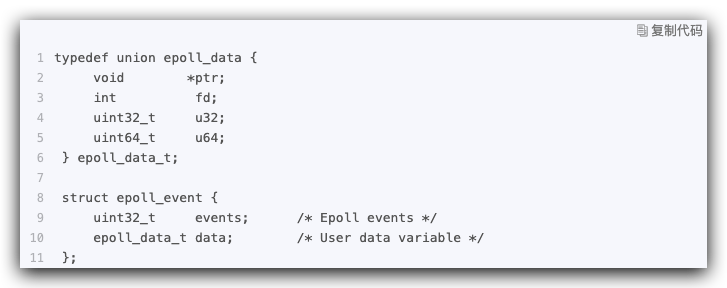 复制代码
1 typedef union epoll_data {
2      void        *ptr;
3      int          fd;
4      uint32_t     u32;
5      uint64_t     u64;
6  } epoll_data_t;
7
8  struct epoll_event {
9      uint32_t     events;      /* Epoll events */
10      epoll_data_t data;        /* User data variable */
11  };